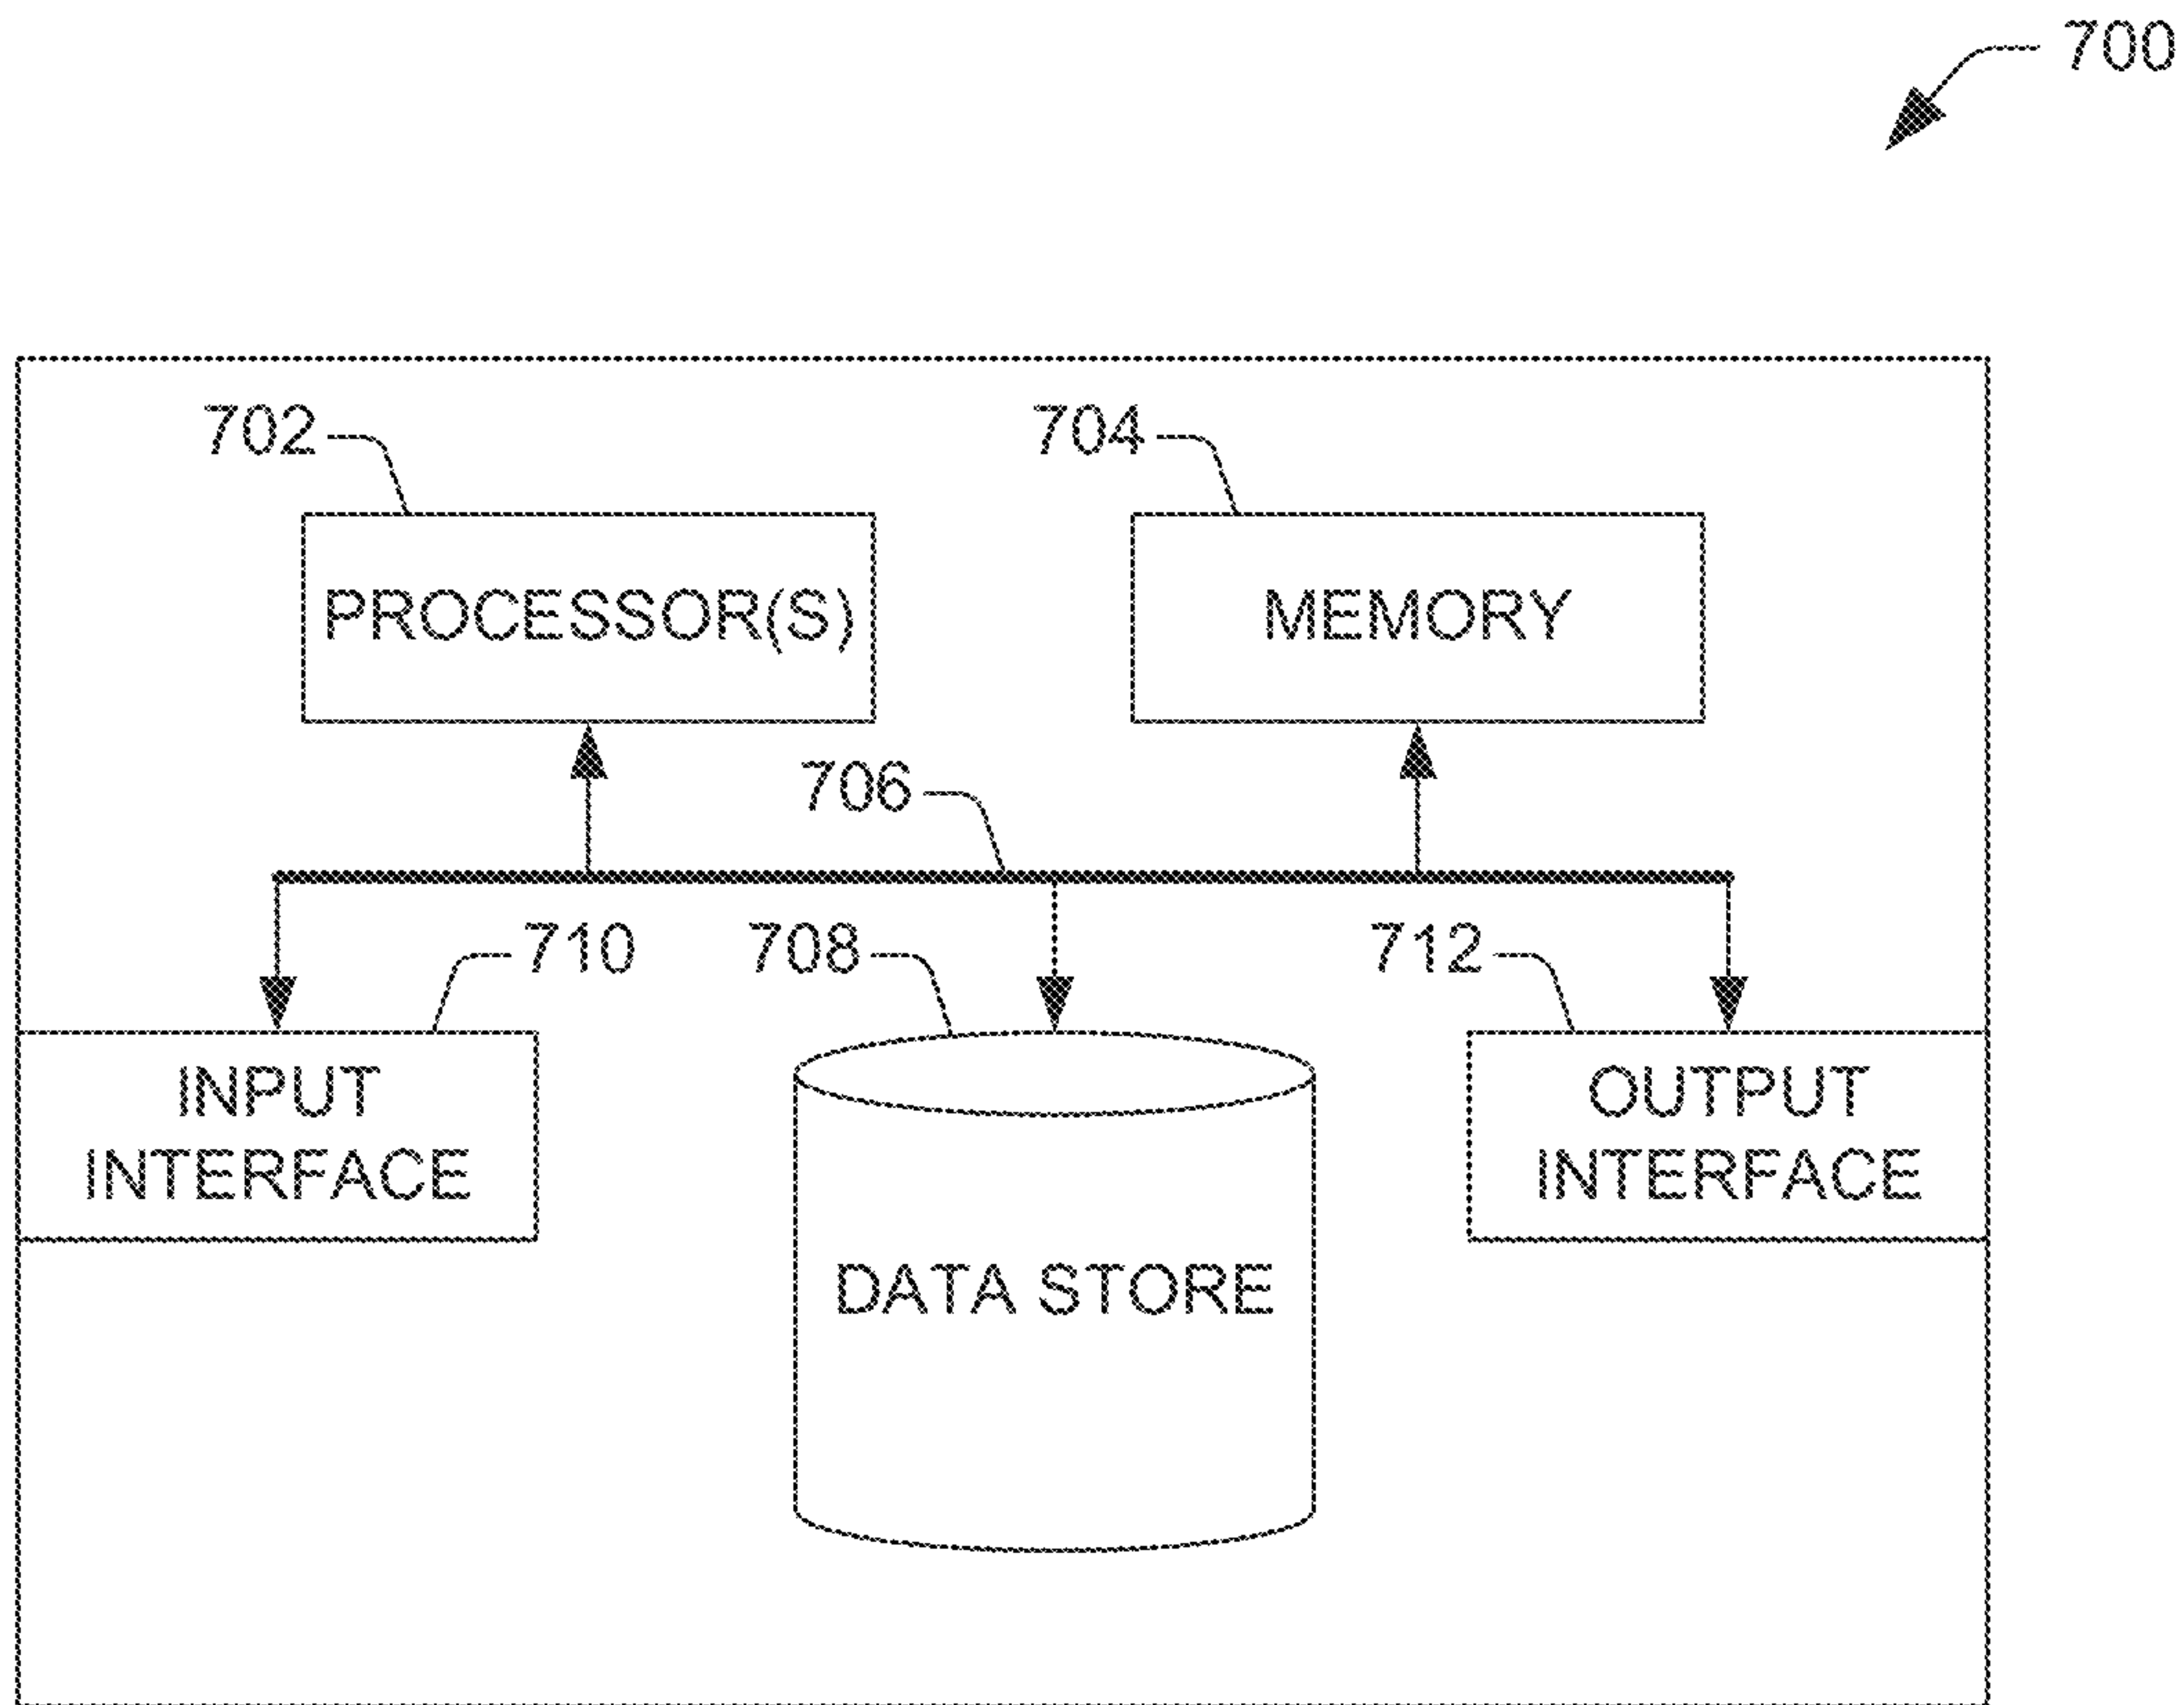 700
702
704
PROCESSOR(S)
MEMORY
706
710
708
712
INPUT
INTERFACE
OUTPUT
INTERFACE
DATA STORE